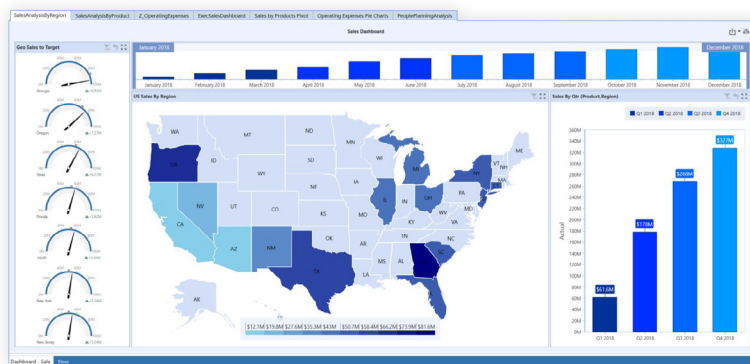 SalesAnalysisByRegion SalesAnalysisByProduct Z_OperatingExpenses ExecSalesDashboard Sales by Products Pivot Operating Expenses Pie Charts PeoplePlanningAnalysis
Sales Dashboard
Geo Sales to Target
Georgia
Oregon
Texas
Florida
New York
New Jersey
January 2018 December 2018
January 2018 February 2018 March 2018 April 2018 May 2018 June 2018 July 2018 August 2018 September 2018 October 2018 November 2018 December 2018
US Sales By Region
WA MT ND MN ME
OR ID SD WI MI NY VT NH
WY IA MA
NV UT CO NE IL IN OH PA
CA KS MO KY WV VA MD
AZ NM OK AR TN NC
TX LA MS AL SC
AK
$12.1M $19.8M $27.6M $35.3M $43M $50.7M $58.4M $66.2M $73.9M $81.6M
Sales By Qtr (Product,Region)
Q1 2018 Q2 2018 Q3 2018 Q4 2018
Actual
360M
340M
320M
300M
280M
260M
240M
220M
200M
180M
160M
140M
120M
100M
80M
60M
40M
20M
0M
$61.6M
$178M
$269M
$327M
Q1 2018 Q2 2018 Q3 2018 Q4 2018
Dashboard - Sale Flow